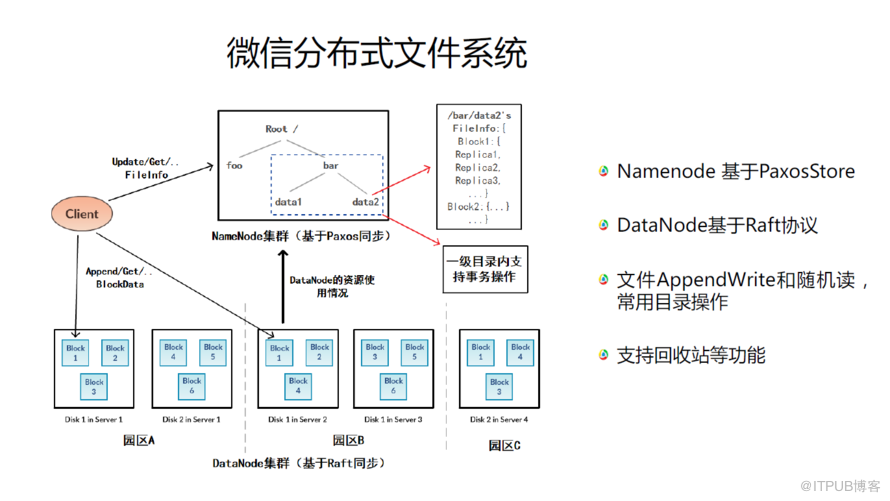 微信分布式文件系统
Root /
foo
bar
data1
data2
NameNode集群（基于Paxos同步）
/bar/data2's
FileInfo:{
Block1:{
Replica1,
Replica2,
Replica3,
...}
Block2:{...}
...}
一级目录内支
持事务操作
Update/Get/..
FileInfo
Client
Append/Get/..
BlockData
DataNode的资源使
用情况
Block
1
Block
2
Block
3
Disk 1 in Server 1
Block
4
Block
5
Block
6
Disk 2 in Server 1
园区A
Block
1
Block
2
Block
4
Disk 1 in Server 2
Block
3
Block
5
Block
6
Disk 1 in Server 3
园区B
Block
1
Block
4
Block
3
Disk 2 in Server 4
园区C
DataNode集群（基于Raft同步）
Namenode 基于PaxosStore
DataNode基于Raft协议
文件AppendWrite和随机读，
常用目录操作
支持回收站等功能
@ITPUB博客